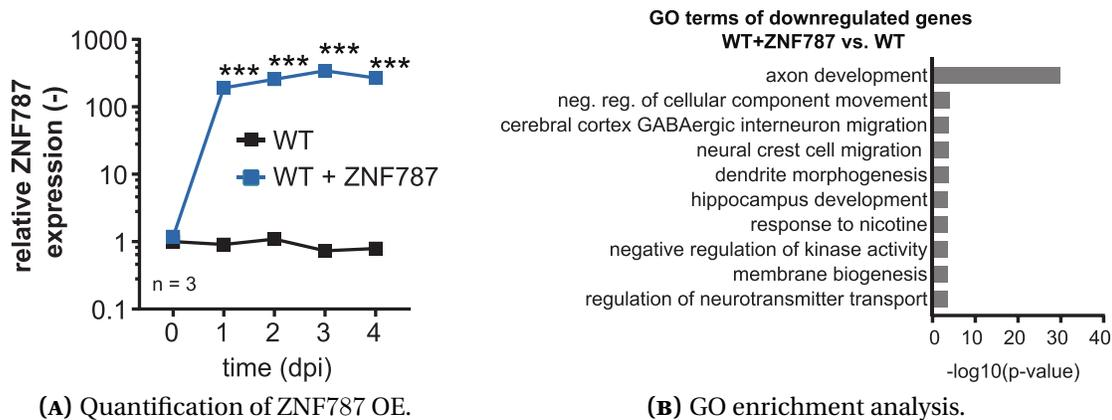 1000
100
10
1
0.1
relative ZNF787
expression (-)
***
***
***
***
WT
WT + ZNF787
n = 3
0 1 2 3 4
time (dpi)
(A) Quantification of ZNF787 OE.
GO terms of downregulated genes
WT+ZNF787 vs. WT
axon development
neg. reg. of cellular component movement
cerebral cortex GABAergic interneuron migration
neural crest cell migration
dendrite morphogenesis
hippocampus development
response to nicotine
negative regulation of kinase activity
membrane biogenesis
regulation of neurotransmitter transport
0 10 20 30 40
-log10(p-value)
(B) GO enrichment analysis.